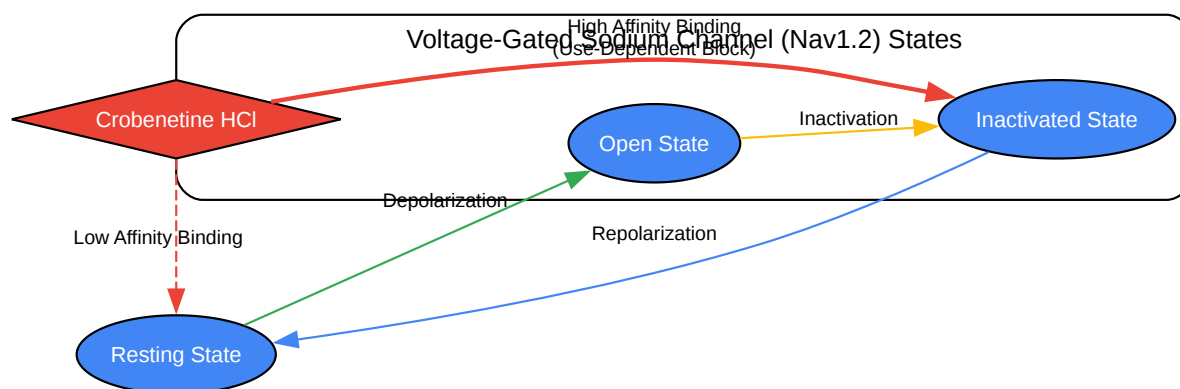 High Affinity Binding
(Use-Dependent Block)
Voltage-Gated Sodium Channel (Nav1.2) States
Crobenetine HCl
Open State
Inactivation
Inactivated State
Depolarization
Low Affinity Binding
Repolarization
Resting State